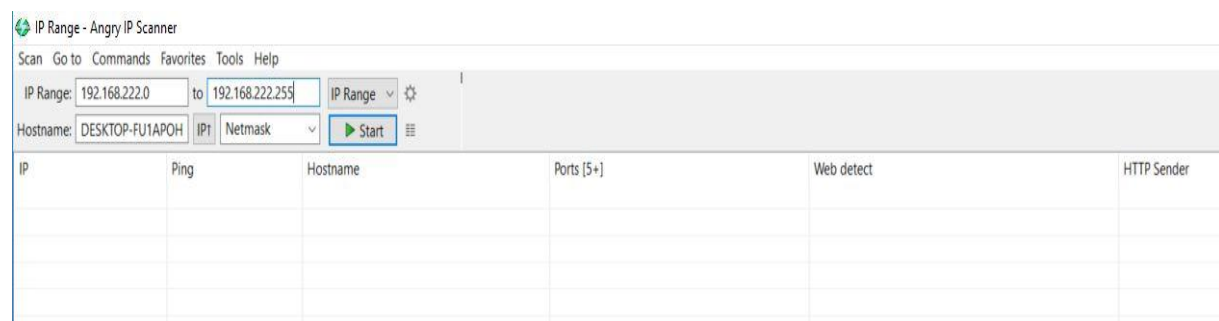 IP Range - Angry IP Scanner
Scan Go to Commands Favorites Tools Help
IP Range: 192.168.222.0 to 192.168.222.255 IP Range
Hostname: DESKTOP-FU1APOH IP↑ Netmask Start
IP Ping Hostname Ports [5+] Web detect HTTP Sender